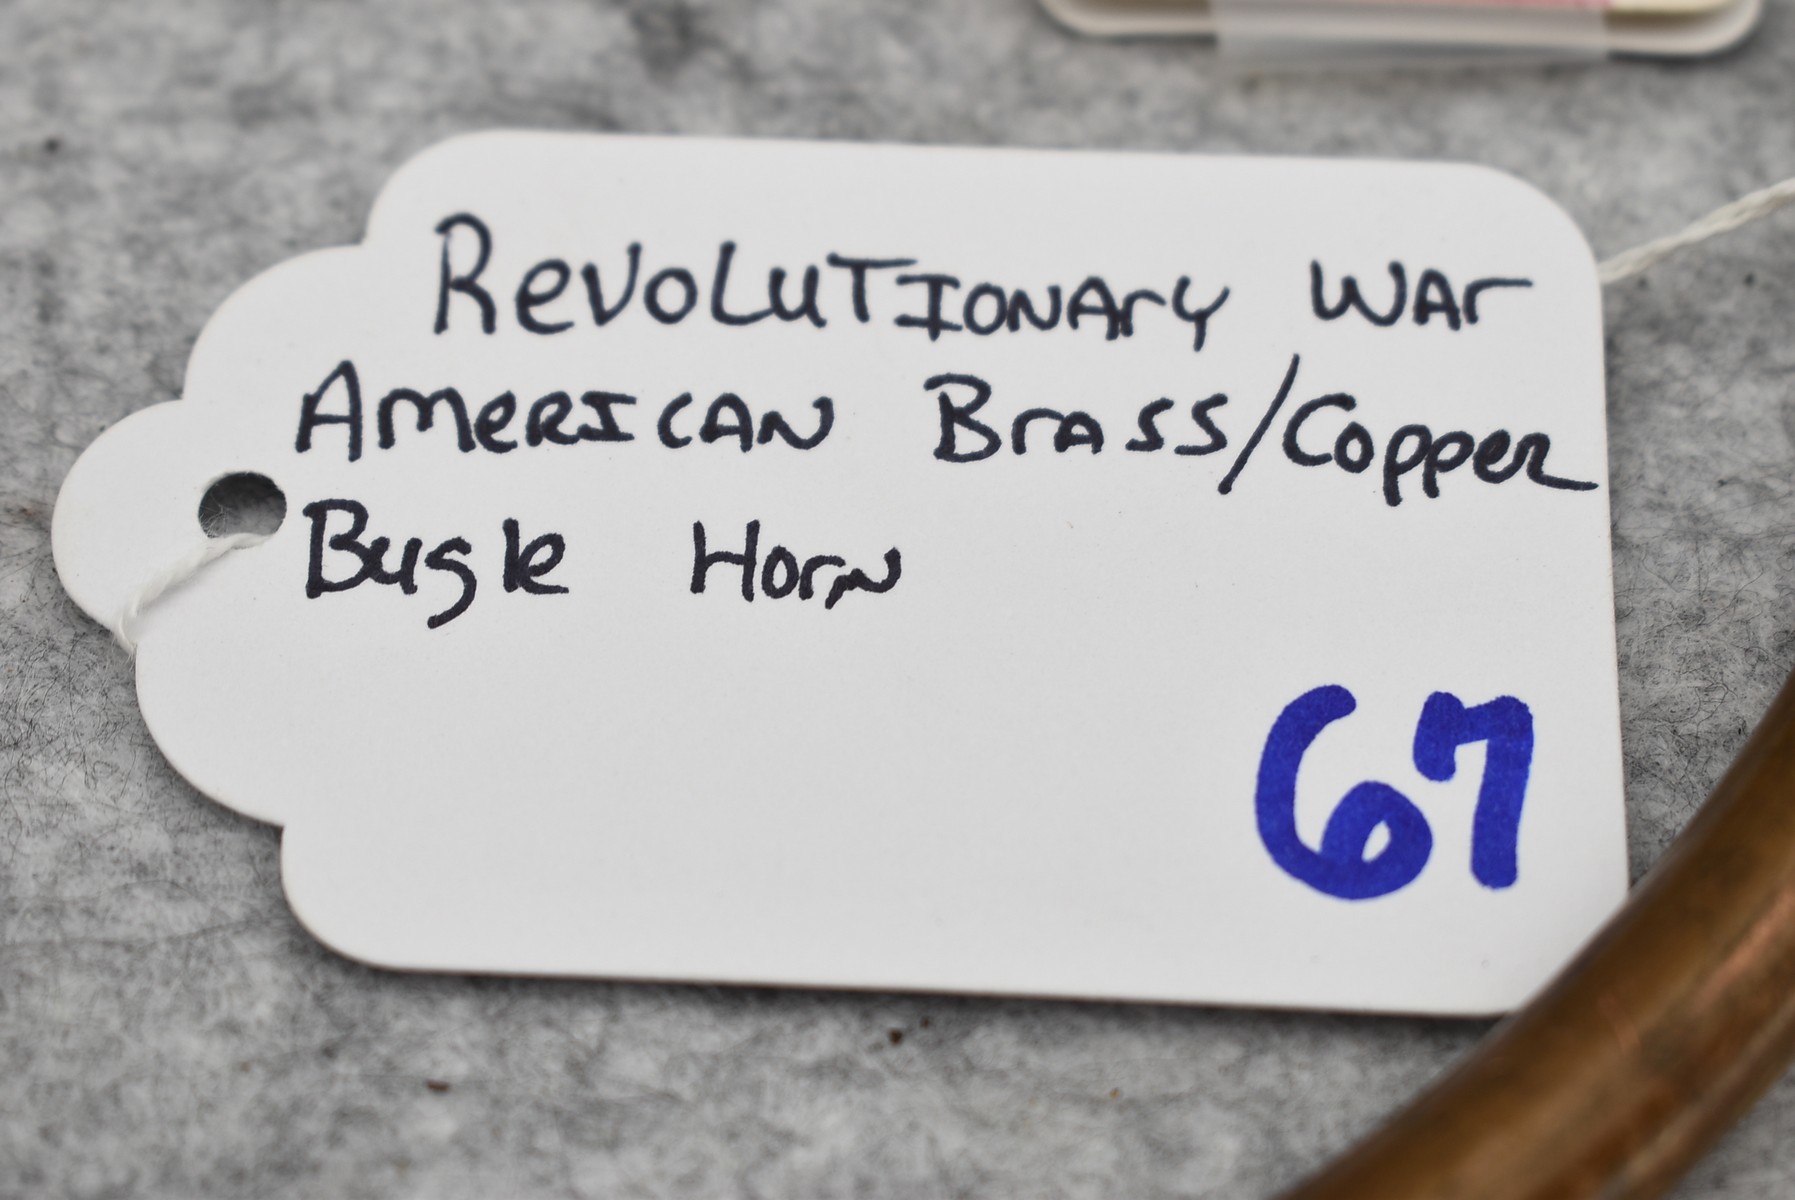 Revolutionary War
American Brass/Copper
Bugle Horn
67